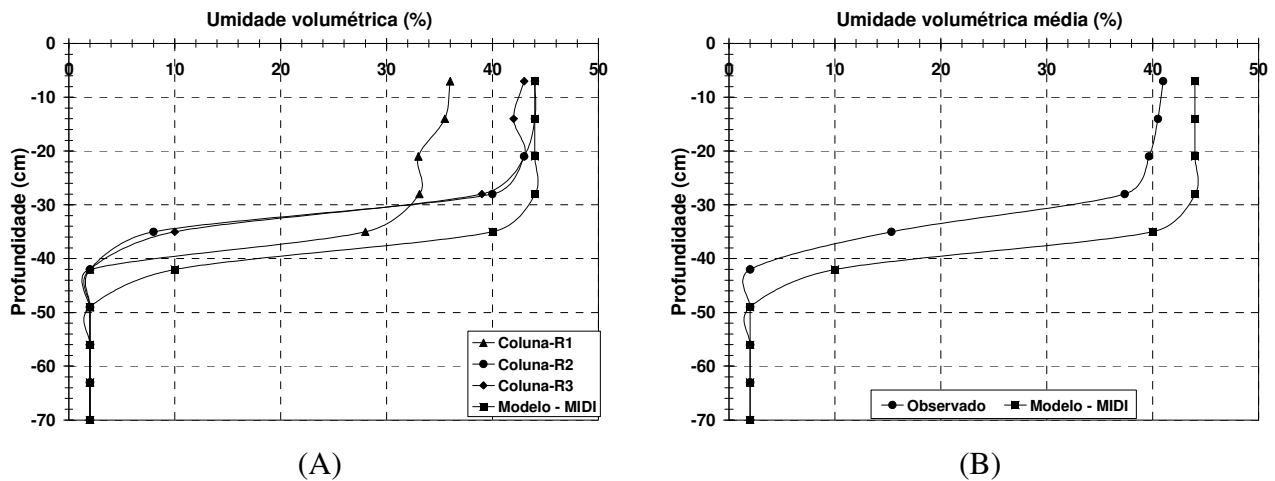 Umidade volumétrica (%)
0 10 20 30 40 50
0
-10
-20
-30
-40
-50
-60
-70
Profundidade (cm)
Coluna-R1
Coluna-R2
Coluna-R3
Modelo - MIDI
(A)
Umidade volumétrica média (%)
0 10 20 30 40 50
0
-10
-20
-30
-40
-50
-60
-70
Profundidade (cm)
Observado Modelo - MIDI
(B)